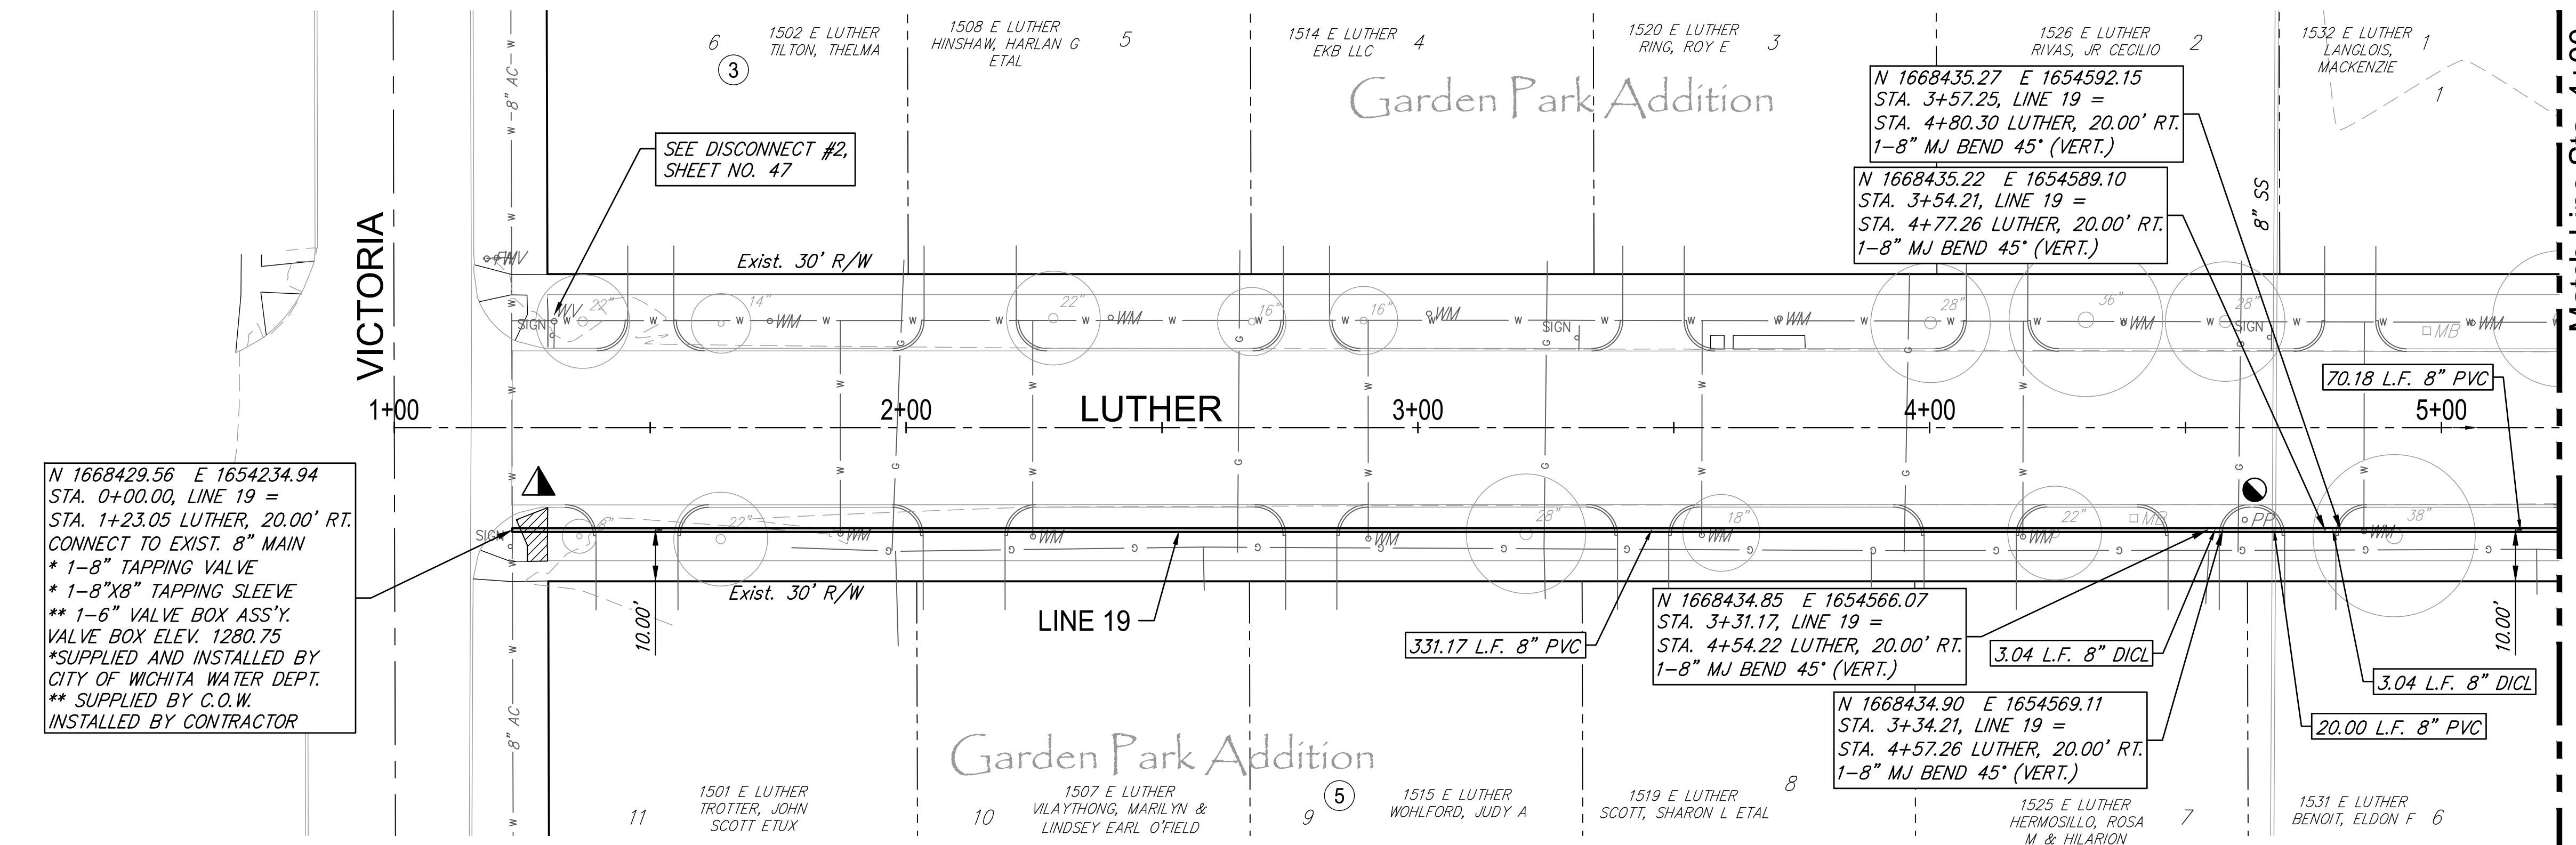 6
1502 E LUTHER
TILTON, THELMA
3
1508 E LUTHER
HINSHAW, HARLAN G
ETAL
5
1514 E LUTHER
EKB LLC
4
1520 E LUTHER
RING, ROY E
3
1526 E LUTHER
RIVAS, JR CECILIO
2
1532 E LUTHER
LANGLOIS,
MACKENZIE
1
1
Garden Park Addition
8" AC
W
SEE DISCONNECT #2,
SHEET NO. 47
N 1668435.27 E 1654592.15
STA. 3+57.25, LINE 19 =
STA. 4+80.30 LUTHER, 20.00' RT.
1-8" MJ BEND 45° (VERT.)
N 1668435.22 E 1654589.10
STA. 3+54.21, LINE 19 =
STA. 4+77.26 LUTHER, 20.00' RT.
1-8" MJ BEND 45° (VERT.)
8" SS
VICTORIA
Exist. 30' R/W
SIGN
WV
22"
14"
WM
22"
WM
16"
16"
WM
SIGN
WM
28"
36"
WM
28"
SIGN
MB
WM
70.18 L.F. 8" PVC
1+00
2+00
LUTHER
3+00
4+00
5+00
N 1668429.56 E 1654234.94
STA. 0+00.00, LINE 19 =
STA. 1+23.05 LUTHER, 20.00' RT.
CONNECT TO EXIST. 8" MAIN
* 1-8" TAPPING VALVE
* 1-8"X8" TAPPING SLEEVE
** 1-6" VALVE BOX ASS'Y.
VALVE BOX ELEV. 1280.75
*SUPPLIED AND INSTALLED BY
CITY OF WICHITA WATER DEPT.
** SUPPLIED BY C.O.W.
INSTALLED BY CONTRACTOR
SIGN
22"
WM
WM
WM
28"
WM
18"
WM
22"
MB
PP
WM
38"
10.00'
Exist. 30' R/W
LINE 19
331.17 L.F. 8" PVC
N 1668434.85 E 1654566.07
STA. 3+31.17, LINE 19 =
STA. 4+54.22 LUTHER, 20.00' RT.
1-8" MJ BEND 45° (VERT.)
3.04 L.F. 8" DICL
10.00'
3.04 L.F. 8" DICL
N 1668434.90 E 1654569.11
STA. 3+34.21, LINE 19 =
STA. 4+57.26 LUTHER, 20.00' RT.
1-8" MJ BEND 45° (VERT.)
20.00 L.F. 8" PVC
8" AC
Garden Park Addition
11
1501 E LUTHER
TROTTER, JOHN
SCOTT ETUX
10
1507 E LUTHER
VILAYTHONG, MARILYN &
LINDSEY EARL O'FIELD
9
5
1515 E LUTHER
WOHLFORD, JUDY A
1519 E LUTHER
SCOTT, SHARON L ETAL
8
1525 E LUTHER
HERMOSILLO, ROSA
M & HILARION
7
1531 E LUTHER
BENOIT, ELDON F
6